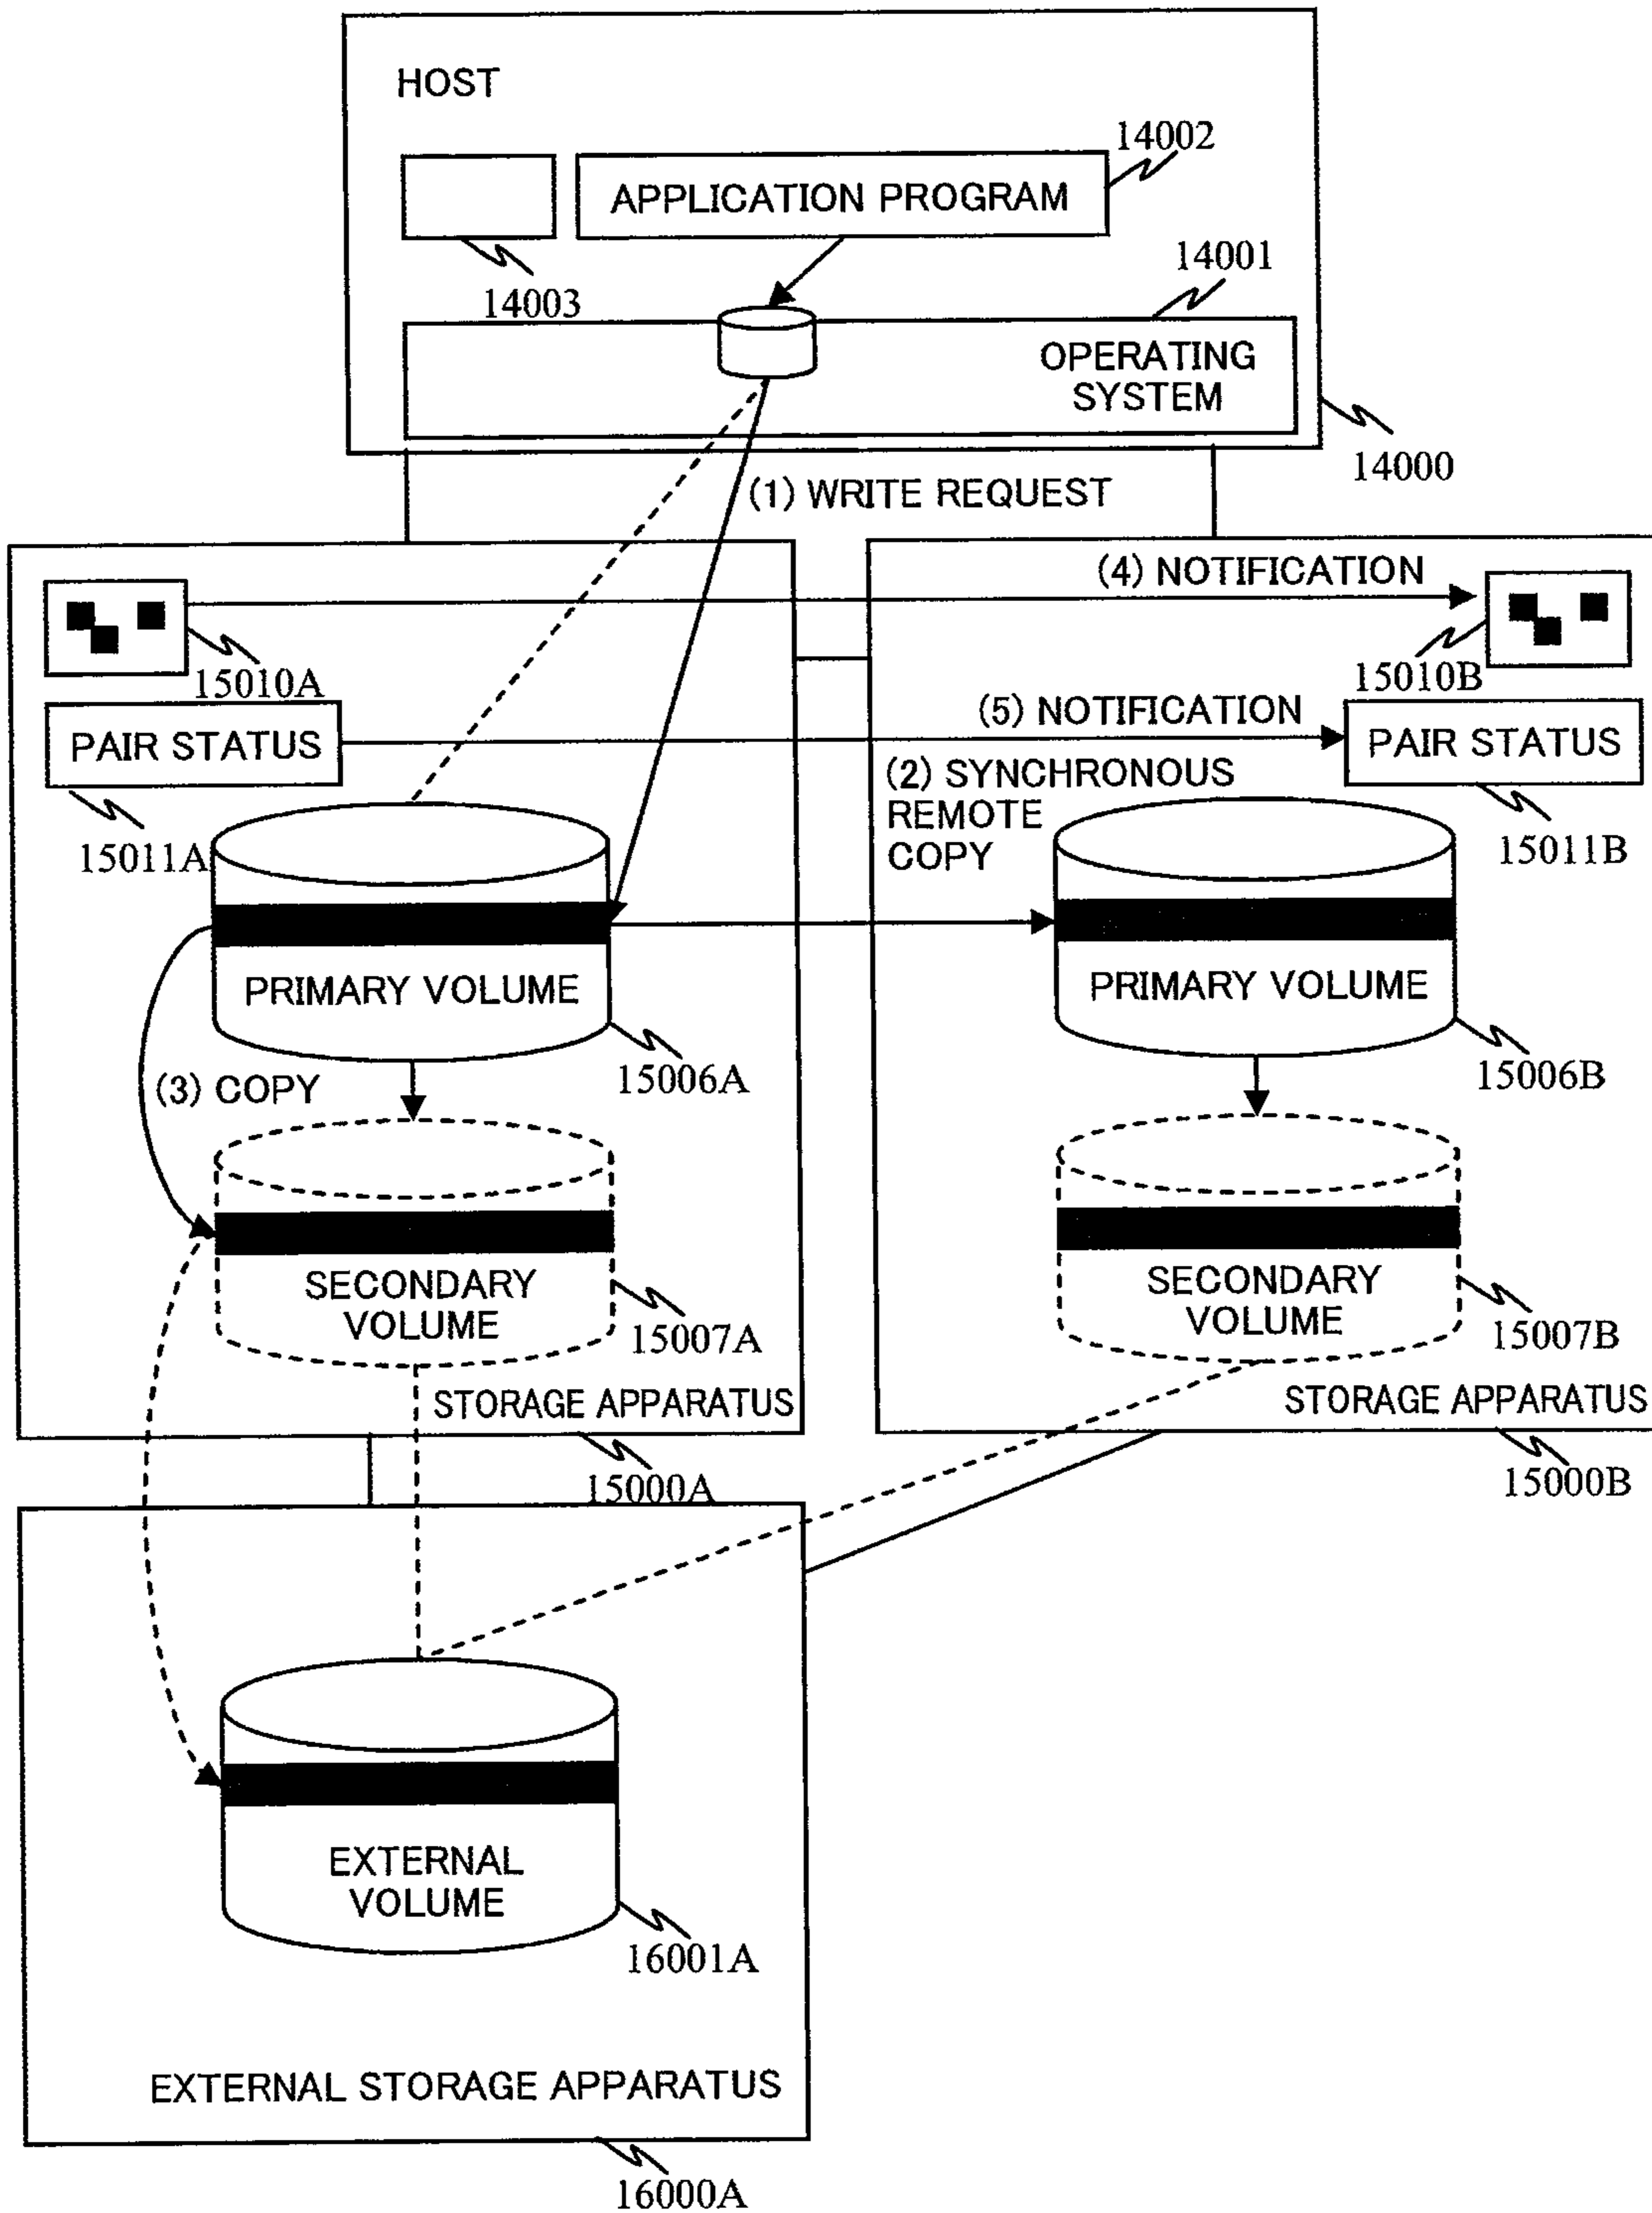 HOST
14002
APPLICATION PROGRAM
14001
14003
OPERATING
SYSTEM
14000
(1) WRITE REQUEST
(4) NOTIFICATION
15010A
15010B
(5) NOTIFICATION
PAIR STATUS
PAIR STATUS
(2) SYNCHRONOUS
REMOTE
COPY
15011A
15011B
PRIMARY VOLUME
PRIMARY VOLUME
15006A
15006B
(3) COPY
SECONDARY
VOLUME
SECONDARY
VOLUME
15007A
15007B
STORAGE APPARATUS
STORAGE APPARATUS
15000A
15000B
EXTERNAL
VOLUME
16001A
EXTERNAL STORAGE APPARATUS
16000A